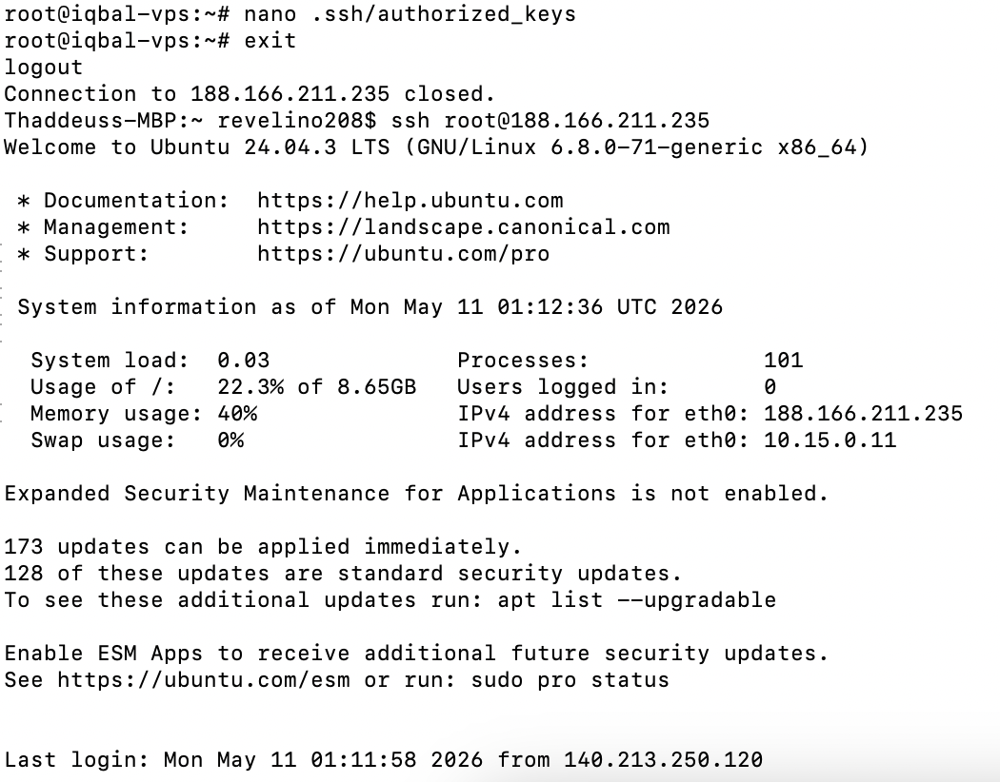 root@iqbal-vps:~# nano .ssh/authorized_keys
root@iqbal-vps:~# exit
logout
Connection to 188.166.211.235 closed.
Thaddeuss-MBP:~ revelino208$ ssh root@188.166.211.235
Welcome to Ubuntu 24.04.3 LTS (GNU/Linux 6.8.0-71-generic x86_64)

 * Documentation:  https://help.ubuntu.com
 * Management:     https://landscape.canonical.com
 * Support:        https://ubuntu.com/pro

 System information as of Mon May 11 01:12:36 UTC 2026

  System load:  0.03              Processes:             101
  Usage of /:   22.3% of 8.65GB   Users logged in:       0
  Memory usage: 40%               IPv4 address for eth0: 188.166.211.235
  Swap usage:   0%                IPv4 address for eth0: 10.15.0.11

Expanded Security Maintenance for Applications is not enabled.

173 updates can be applied immediately.
128 of these updates are standard security updates.
To see these additional updates run: apt list --upgradable

Enable ESM Apps to receive additional future security updates.
See https://ubuntu.com/esm or run: sudo pro status


Last login: Mon May 11 01:11:58 2026 from 140.213.250.120